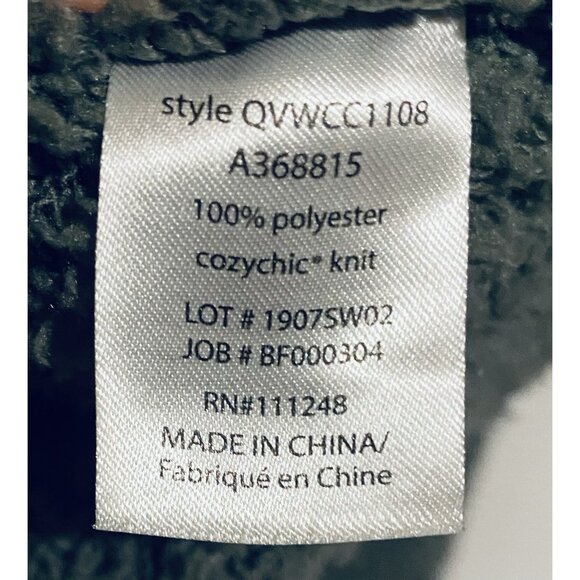 style QVWCC1108
A368815
100% polyester
cozychic® knit
LOT # 1907SW02
JOB # BF000304
RN#111248
MADE IN CHINA/
Fabriqué en Chine